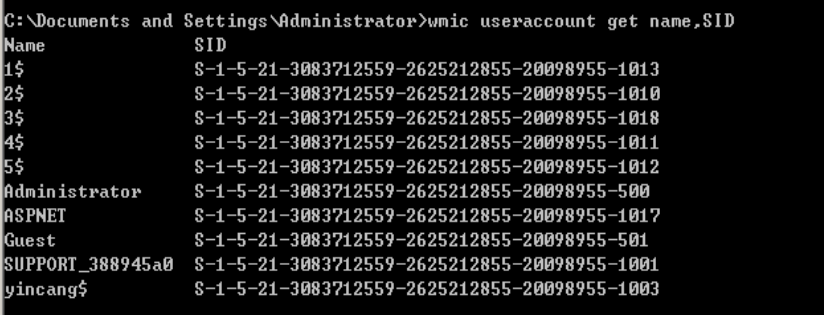 C:\Documents and Settings\Administrator>wmic useraccount get name,SID
Name SID
1$ S-1-5-21-3083712559-2625212855-20098955-1013
2$ S-1-5-21-3083712559-2625212855-20098955-1010
3$ S-1-5-21-3083712559-2625212855-20098955-1018
4$ S-1-5-21-3083712559-2625212855-20098955-1011
5$ S-1-5-21-3083712559-2625212855-20098955-1012
Administrator S-1-5-21-3083712559-2625212855-20098955-500
ASPNET S-1-5-21-3083712559-2625212855-20098955-1017
Guest S-1-5-21-3083712559-2625212855-20098955-501
SUPPORT_388945a0 S-1-5-21-3083712559-2625212855-20098955-1001
yincang$ S-1-5-21-3083712559-2625212855-20098955-1003